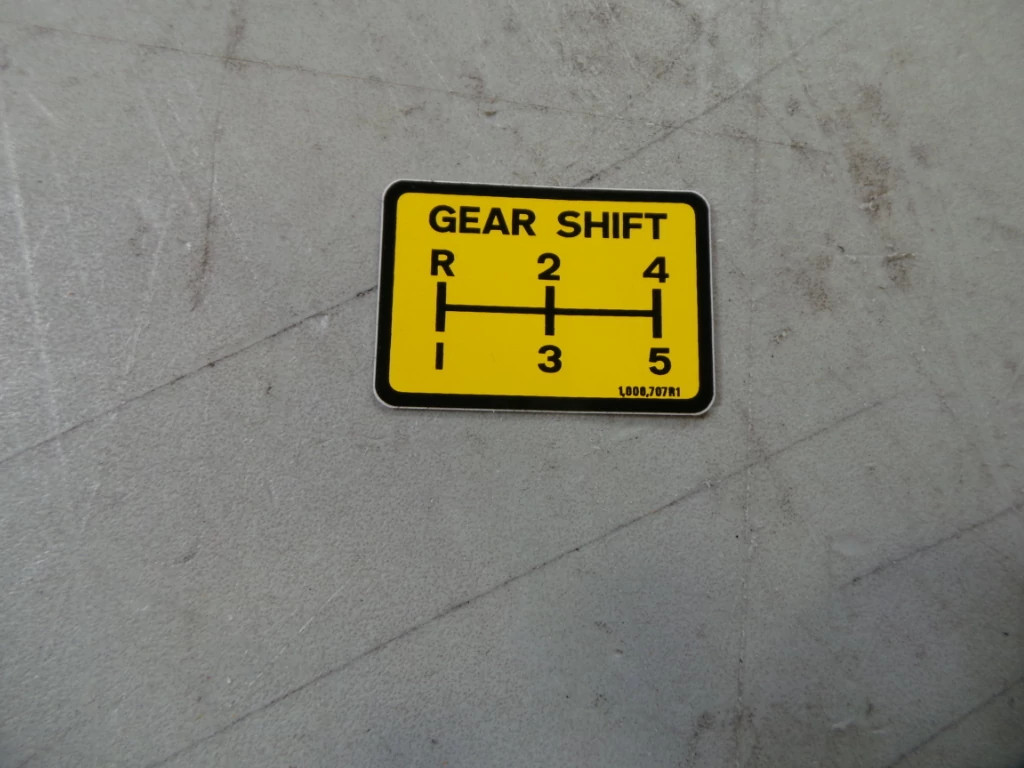 GEAR SHIFT
R 2 4
I 3 5
1,006,707R1